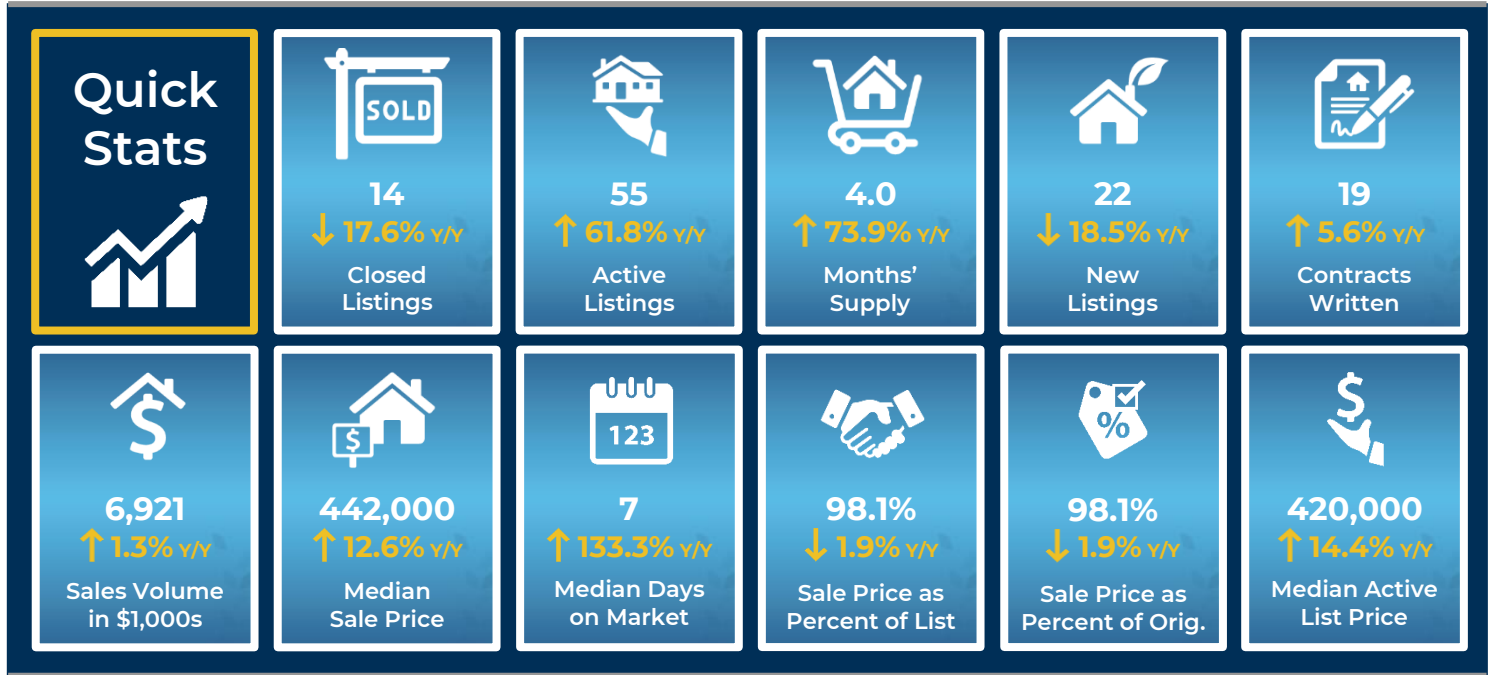 Quick
Stats
SOLD
14
↓ 17.6% Y/Y
Closed
Listings
55
↑ 61.8% Y/Y
Active
Listings
4.0
↑ 73.9% Y/Y
Months’
Supply
22
↓ 18.5% Y/Y
New
Listings
19
↑ 5.6% Y/Y
Contracts
Written
$
6,921
↑ 1.3% Y/Y
Sales Volume
in $1,000s
$
442,000
↑ 12.6% Y/Y
Median
Sale Price
123
7
↑ 133.3% Y/Y
Median Days
on Market
98.1%
↓ 1.9% Y/Y
Sale Price as
Percent of List
%
98.1%
↓ 1.9% Y/Y
Sale Price as
Percent of Orig.
$
420,000
↑ 14.4% Y/Y
Median Active
List Price